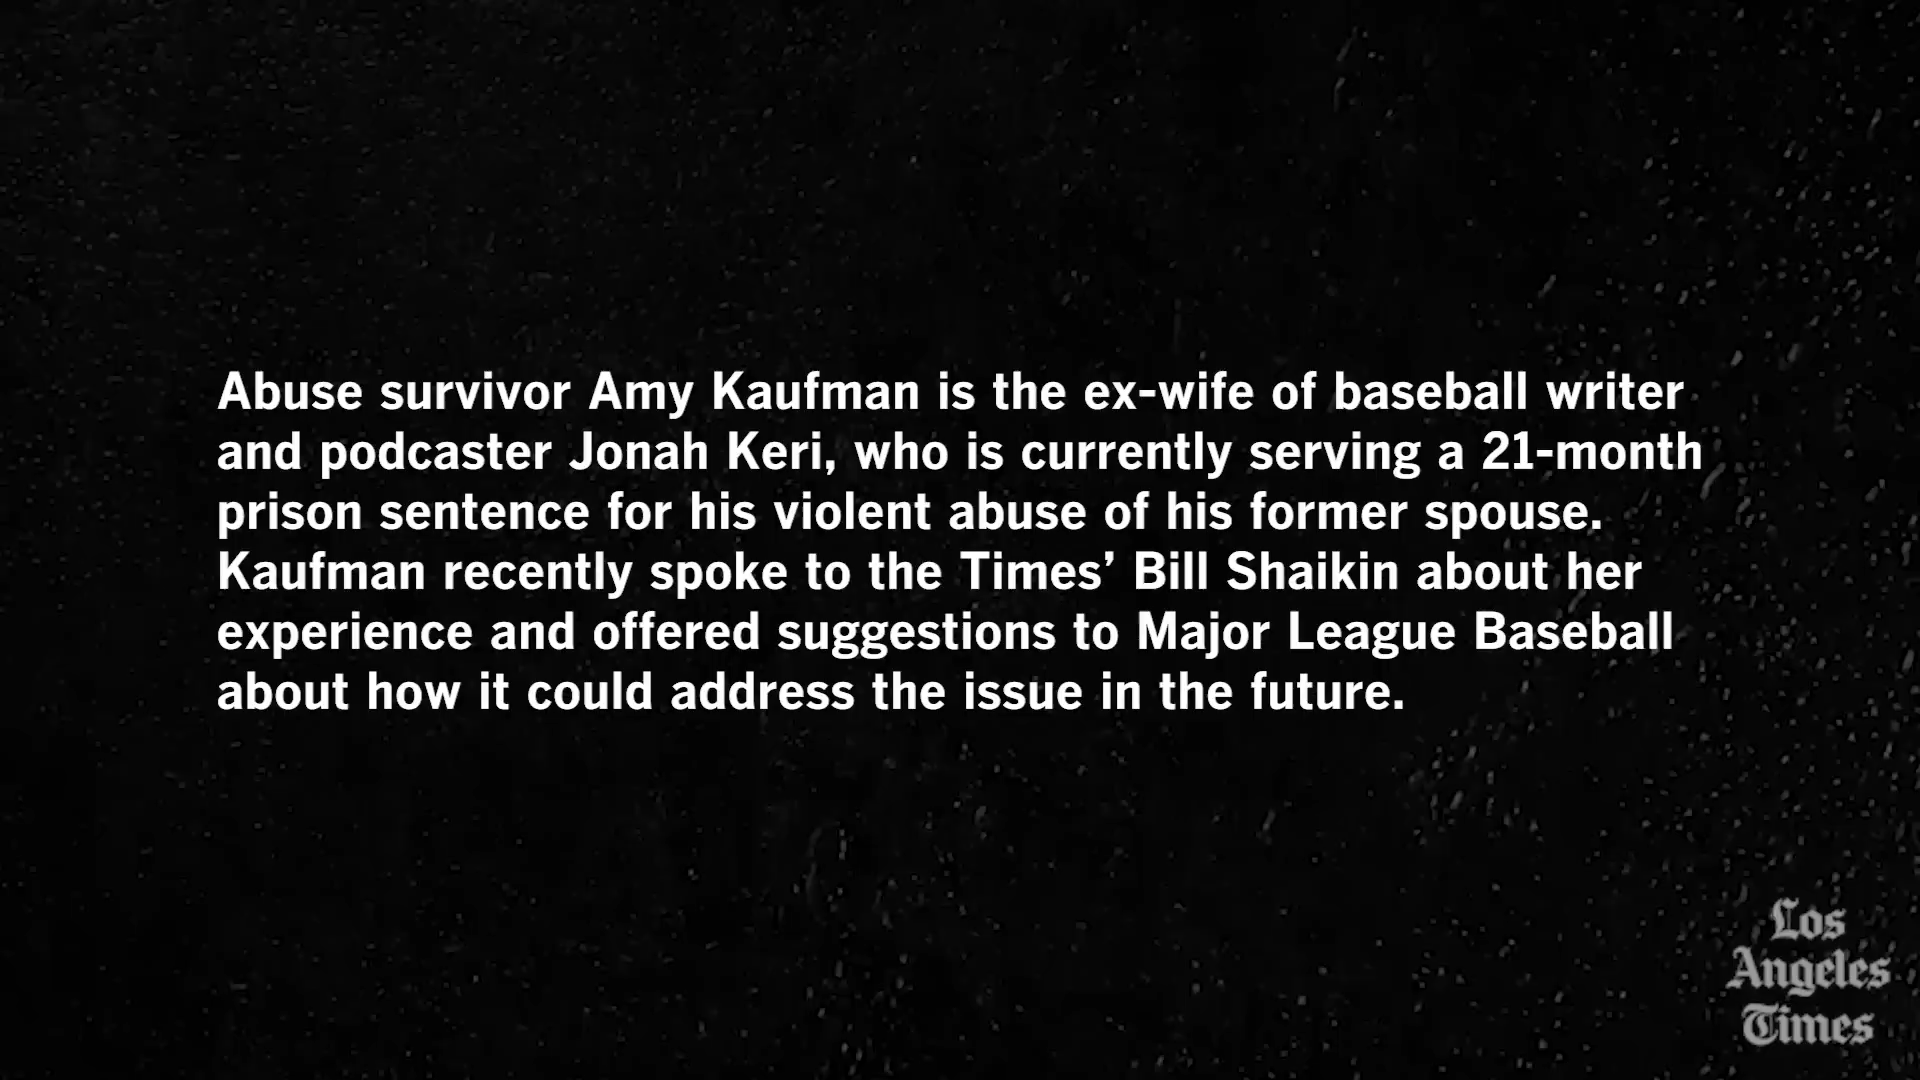 Abuse survivor Amy Kaufman is the ex-wife of baseball writer
and podcaster Jonah Keri, who is currently serving a 21-month
prison sentence for his violent abuse of his former spouse.
Kaufman recently spoke to the Times’ Bill Shaikin about her
experience and offered suggestions to Major League Baseball
about how it could address the issue in the future.
Los
Angeles
Times